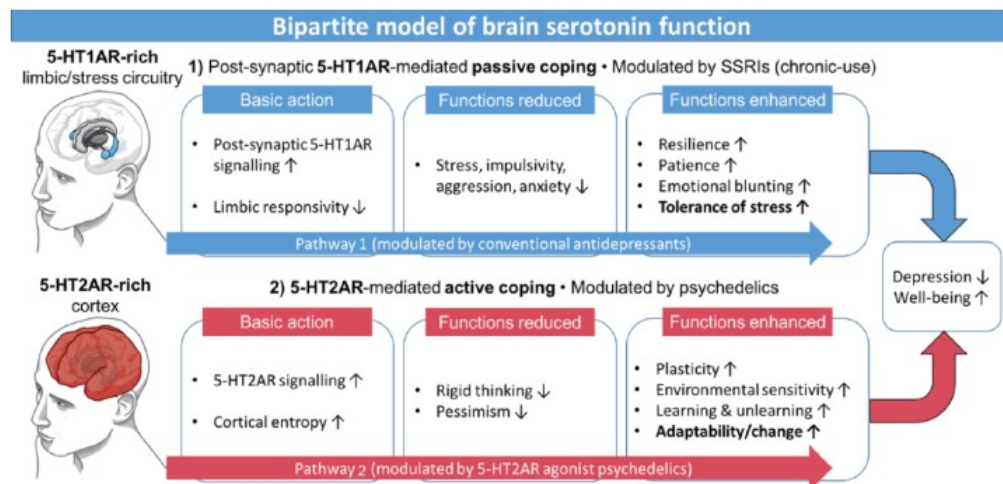 Bipartite model of brain serotonin function
5-HT1AR-rich
limbic/stress circuitry
1) Post-synaptic 5-HT1AR-mediated passive coping • Modulated by SSRIs (chronic-use)
Basic action
• Post-synaptic 5-HT1AR
signalling ↑
• Limbic responsivity ↓
Functions reduced
• Stress, impulsivity,
aggression, anxiety ↓
Functions enhanced
• Resilience ↑
• Patience ↑
• Emotional blunting ↑
• Tolerance of stress ↑
Pathway 1 (modulated by conventional antidepressants)
5-HT2AR-rich
cortex
2) 5-HT2AR-mediated active coping • Modulated by psychedelics
Basic action
• 5-HT2AR signalling ↑
• Cortical entropy ↑
Functions reduced
• Rigid thinking ↓
• Pessimism ↓
Functions enhanced
• Plasticity ↑
• Environmental sensitivity ↑
• Learning & unlearning ↑
• Adaptability/change ↑
Pathway 2 (modulated by 5-HT2AR agonist psychedelics)
Depression ↓
Well-being ↑